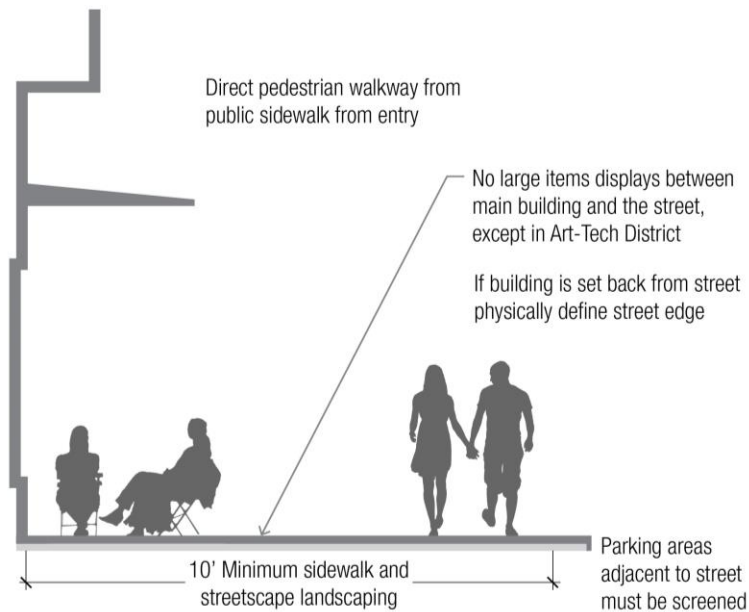 Direct pedestrian walkway from
public sidewalk from entry
No large items displays between
main building and the street,
except in Art-Tech District
If building is set back from street
physically define street edge
10' Minimum sidewalk and
streetscape landscaping
Parking areas
adjacent to street
must be screened